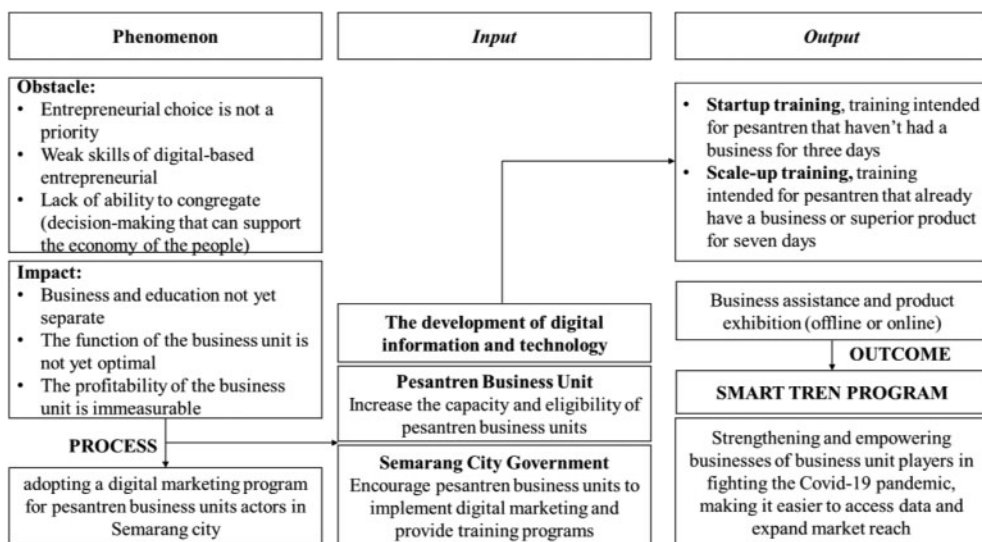 Phenomenon
Obstacle:
• Entrepreneurial choice is not a
priority
• Weak skills of digital-based
entrepreneurial
• Lack of ability to congregate
(decision-making that can support
the economy of the people)
Impact:
• Business and education not yet
separate
• The function of the business unit is
not yet optimal
• The profitability of the business
unit is immeasurable
PROCESS
adopting a digital marketing program
for pesantren business units actors in
Semarang city
Input
The development of digital
information and technology
Pesantren Business Unit
Increase the capacity and eligibility of
pesantren business units
Semarang City Government
Encourage pesantren business units to
implement digital marketing and
provide training programs
Output
• Startup training, training intended
for pesantren that haven’t had a
business for three days
• Scale-up training, training
intended for pesantren that already
have a business or superior product
for seven days
Business assistance and product
exhibition (offline or online)
OUTCOME
SMART TREN PROGRAM
Strengthening and empowering
businesses of business unit players in
fighting the Covid-19 pandemic,
making it easier to access data and
expand market reach